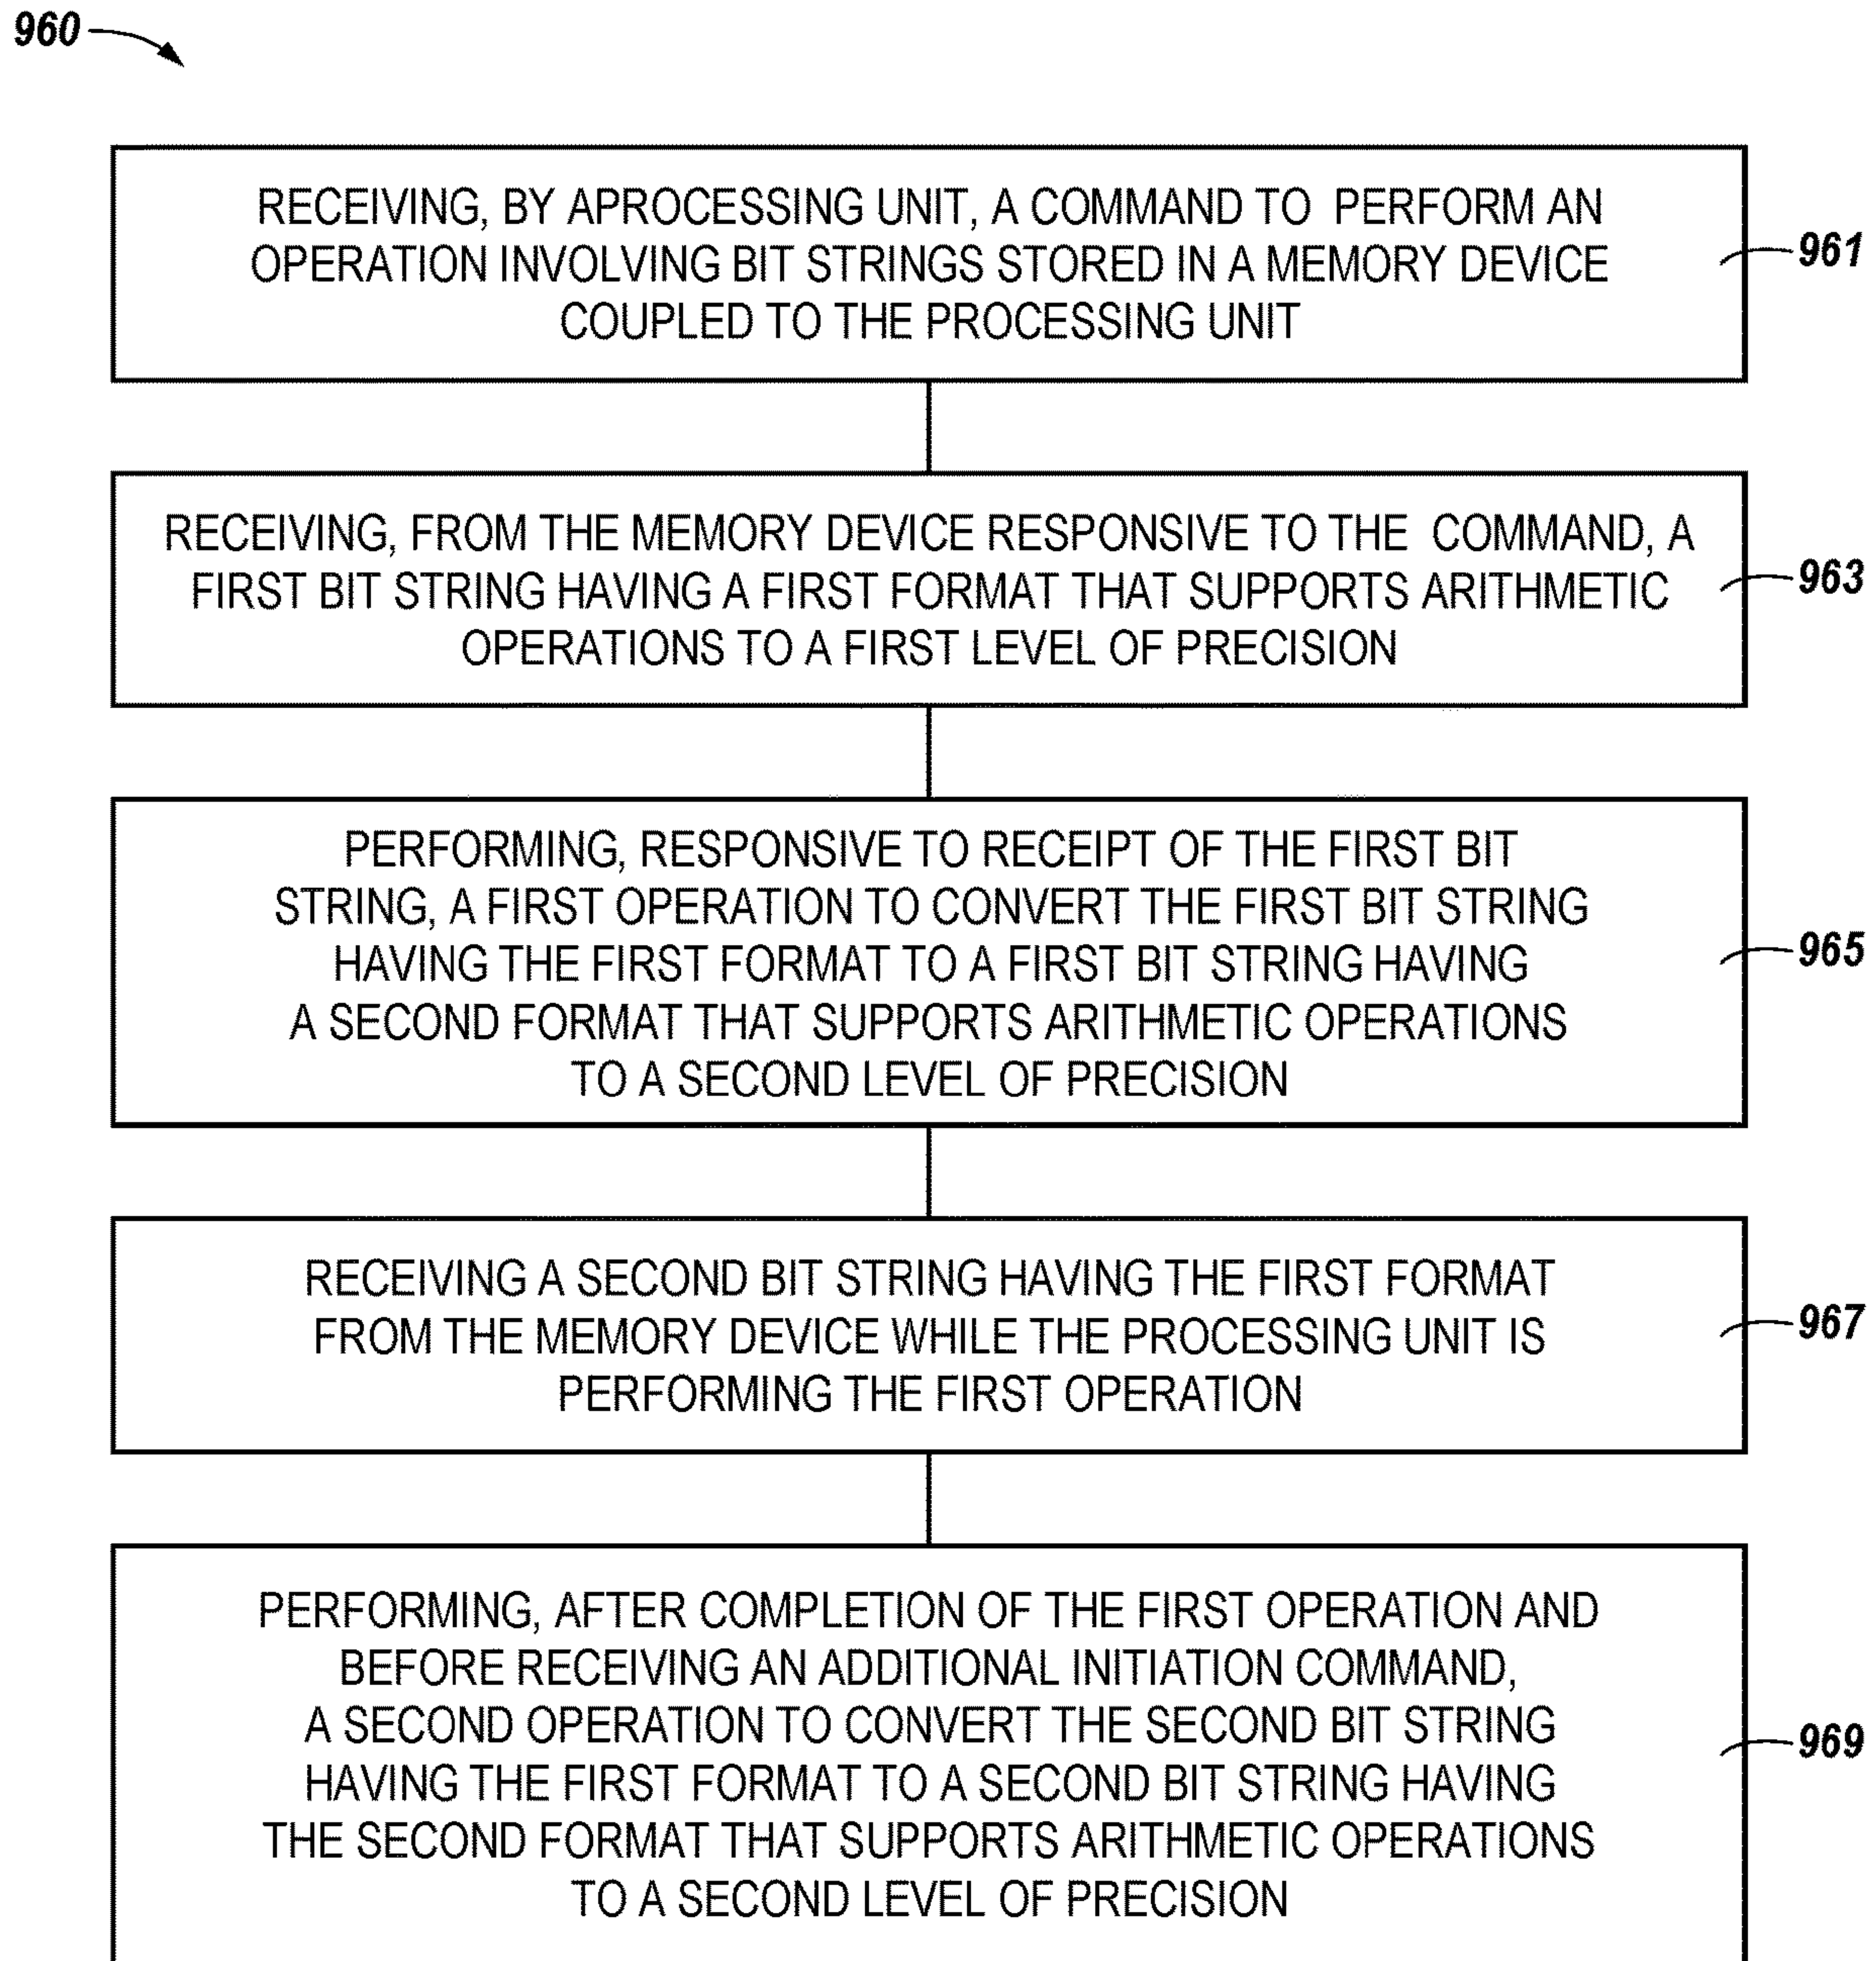 960
RECEIVING, BY APROCESSING UNIT, A COMMAND TO PERFORM AN
OPERATION INVOLVING BIT STRINGS STORED IN A MEMORY DEVICE
COUPLED TO THE PROCESSING UNIT
961
RECEIVING, FROM THE MEMORY DEVICE RESPONSIVE TO THE COMMAND, A
FIRST BIT STRING HAVING A FIRST FORMAT THAT SUPPORTS ARITHMETIC
OPERATIONS TO A FIRST LEVEL OF PRECISION
963
PERFORMING, RESPONSIVE TO RECEIPT OF THE FIRST BIT
STRING, A FIRST OPERATION TO CONVERT THE FIRST BIT STRING
HAVING THE FIRST FORMAT TO A FIRST BIT STRING HAVING
A SECOND FORMAT THAT SUPPORTS ARITHMETIC OPERATIONS
TO A SECOND LEVEL OF PRECISION
965
RECEIVING A SECOND BIT STRING HAVING THE FIRST FORMAT
FROM THE MEMORY DEVICE WHILE THE PROCESSING UNIT IS
PERFORMING THE FIRST OPERATION
967
PERFORMING, AFTER COMPLETION OF THE FIRST OPERATION AND
BEFORE RECEIVING AN ADDITIONAL INITIATION COMMAND,
A SECOND OPERATION TO CONVERT THE SECOND BIT STRING
HAVING THE FIRST FORMAT TO A SECOND BIT STRING HAVING
THE SECOND FORMAT THAT SUPPORTS ARITHMETIC OPERATIONS
TO A SECOND LEVEL OF PRECISION
969